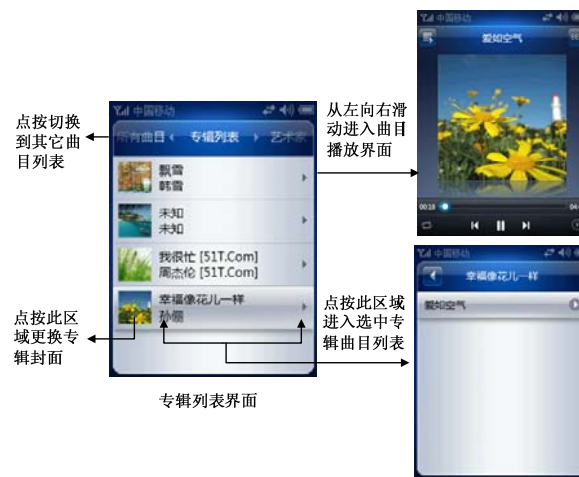 中国移动
爱如空气
00:18
04:
中国移动
所有曲目
专辑列表
艺术家
飘雪
韩雪
未知
未知
我很忙 [51T.Com]
周杰伦 [51T.Com]
幸福像花儿一样
孙俪
点按切换
到其它曲
目列表
从左向右滑
动进入曲目
播放界面
点按此区
域更换专
辑封面
点按此区域
进入选中专
辑曲目列表
专辑列表界面
中国移动
幸福像花儿一样
爱如空气